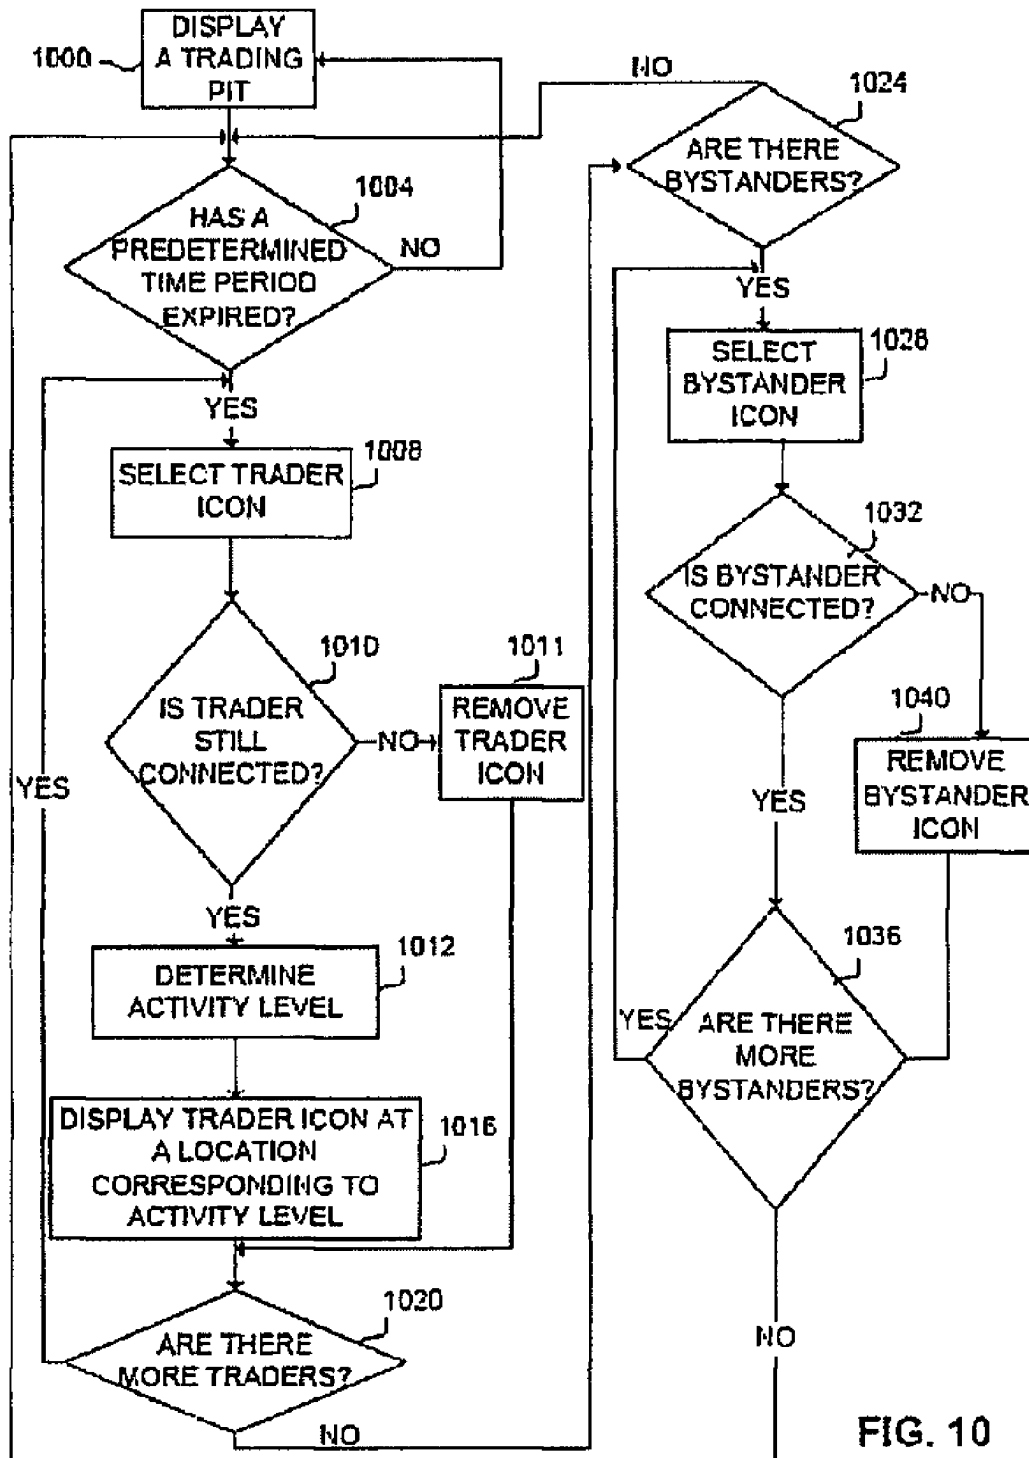 DISPLAY
A TRADING
PIT
1000
HAS A
PREDETERMINED
TIME PERIOD
EXPIRED?
1004
NO
YES
SELECT TRADER
ICON
1008
IS TRADER
STILL
CONNECTED?
1010
NO
1011
REMOVE
TRADER
ICON
YES
YES
DETERMINE
ACTIVITY LEVEL
1012
DISPLAY TRADER ICON AT
A LOCATION
CORRESPONDING TO
ACTIVITY LEVEL
1016
ARE THERE
MORE TRADERS?
1020
NO
NO
1024
ARE THERE
BYSTANDERS?
YES
SELECT
BYSTANDER
ICON
1028
1032
IS BYSTANDER
CONNECTED?
NO
1040
REMOVE
BYSTANDER
ICON
YES
1036
YES
ARE THERE
MORE
BYSTANDERS?
NO
FIG. 10